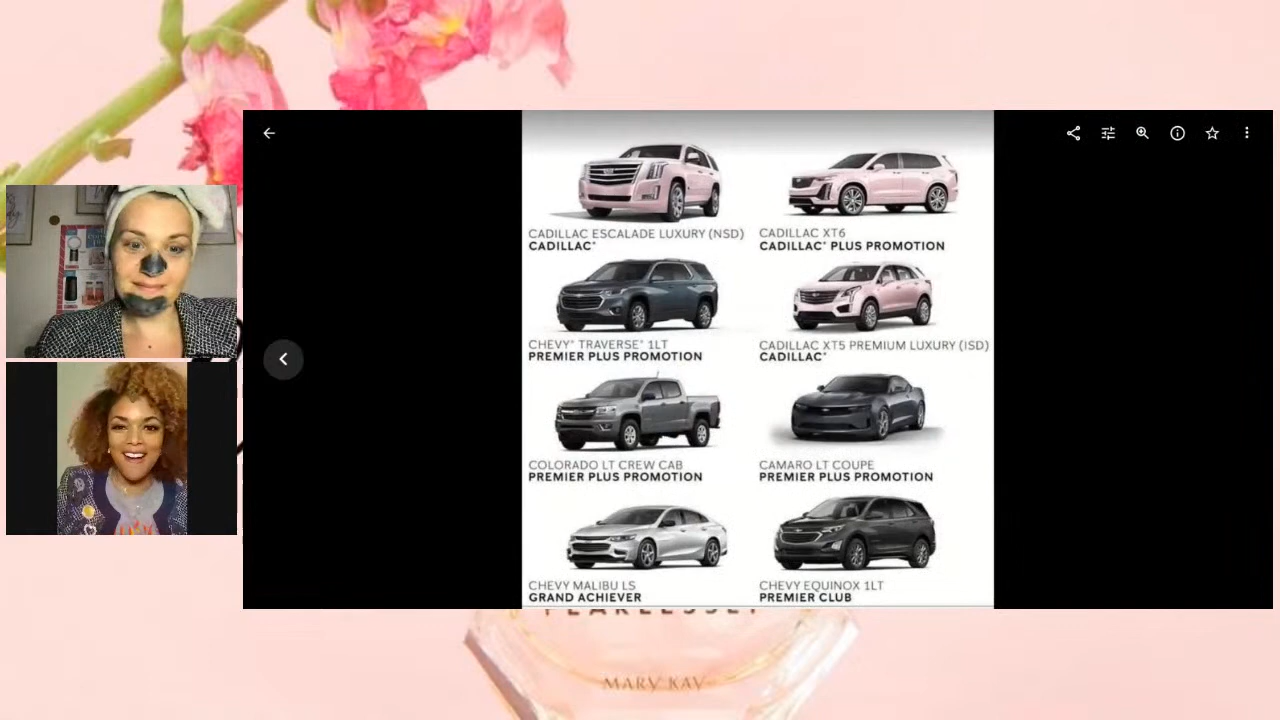 CADILLAC ESCALADE LUXURY (NSD)
CADILLAC*
CADILLAC XT6
CADILLAC* PLUS PROMOTION
CHEVY* TRAVERSE* 1LT
PREMIER PLUS PROMOTION
CADILLAC XT5 PREMIUM LUXURY (ISD)
CADILLAC*
COLORADO LT CREW CAB
PREMIER PLUS PROMOTION
CAMARO LT COUPE
PREMIER PLUS PROMOTION
CHEVY MALIBU LS
GRAND ACHIEVER
CHEVY EQUINOX 1LT
PREMIER CLUB
FEARLESSLY
MARY KAY